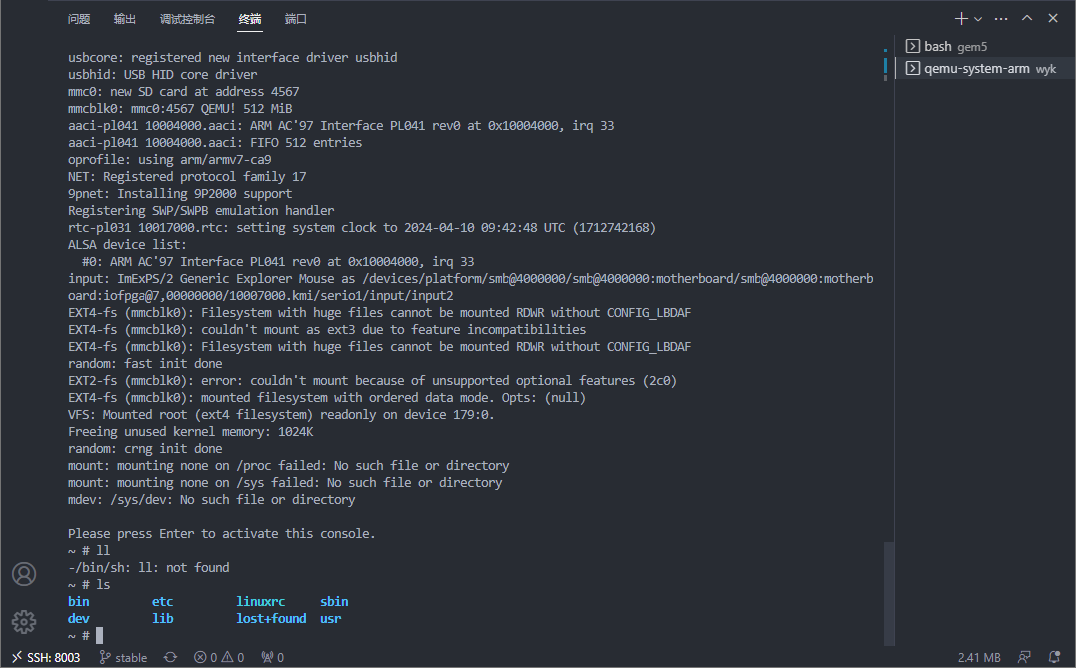 问题 输出 调试控制台 终端 端口
usbcore: registered new interface driver usbhid
usbhid: USB HID core driver
mmc0: new SD card at address 4567
mmcblk0: mmc0:4567 QEMU! 512 MiB
aaci-pl041 10004000.aaci: ARM AC'97 Interface PL041 rev0 at 0x10004000, irq 33
aaci-pl041 10004000.aaci: FIFO 512 entries
oprofile: using arm/armv7-ca9
NET: Registered protocol family 17
9pnet: Installing 9P2000 support
Registering SWP/SWPB emulation handler
rtc-pl031 10017000.rtc: setting system clock to 2024-04-10 09:42:48 UTC (1712742168)
ALSA device list:
  #0: ARM AC'97 Interface PL041 rev0 at 0x10004000, irq 33
input: ImExPS/2 Generic Explorer Mouse as /devices/platform/smb@4000000/smb@4000000:motherboard/smb@4000000:motherb
oard:iofpga@7,00000000/10007000.kmi/serio1/input/input2
EXT4-fs (mmcblk0): Filesystem with huge files cannot be mounted RDWR without CONFIG_LBDAF
EXT4-fs (mmcblk0): couldn't mount as ext3 due to feature incompatibilities
EXT4-fs (mmcblk0): Filesystem with huge files cannot be mounted RDWR without CONFIG_LBDAF
random: fast init done
EXT2-fs (mmcblk0): error: couldn't mount because of unsupported optional features (2c0)
EXT4-fs (mmcblk0): mounted filesystem with ordered data mode. Opts: (null)
VFS: Mounted root (ext4 filesystem) readonly on device 179:0.
Freeing unused kernel memory: 1024K
random: crng init done
mount: mounting none on /proc failed: No such file or directory
mount: mounting none on /sys failed: No such file or directory
mdev: /sys/dev: No such file or directory
Please press Enter to activate this console.
~ # ll
-/bin/sh: ll: not found
~ # ls
bin etc linuxrc sbin
dev lib lost+found usr
~ #
bash gem5
qemu-system-arm wyk
SSH: 8003 stable 0 0 0 2.41 MB